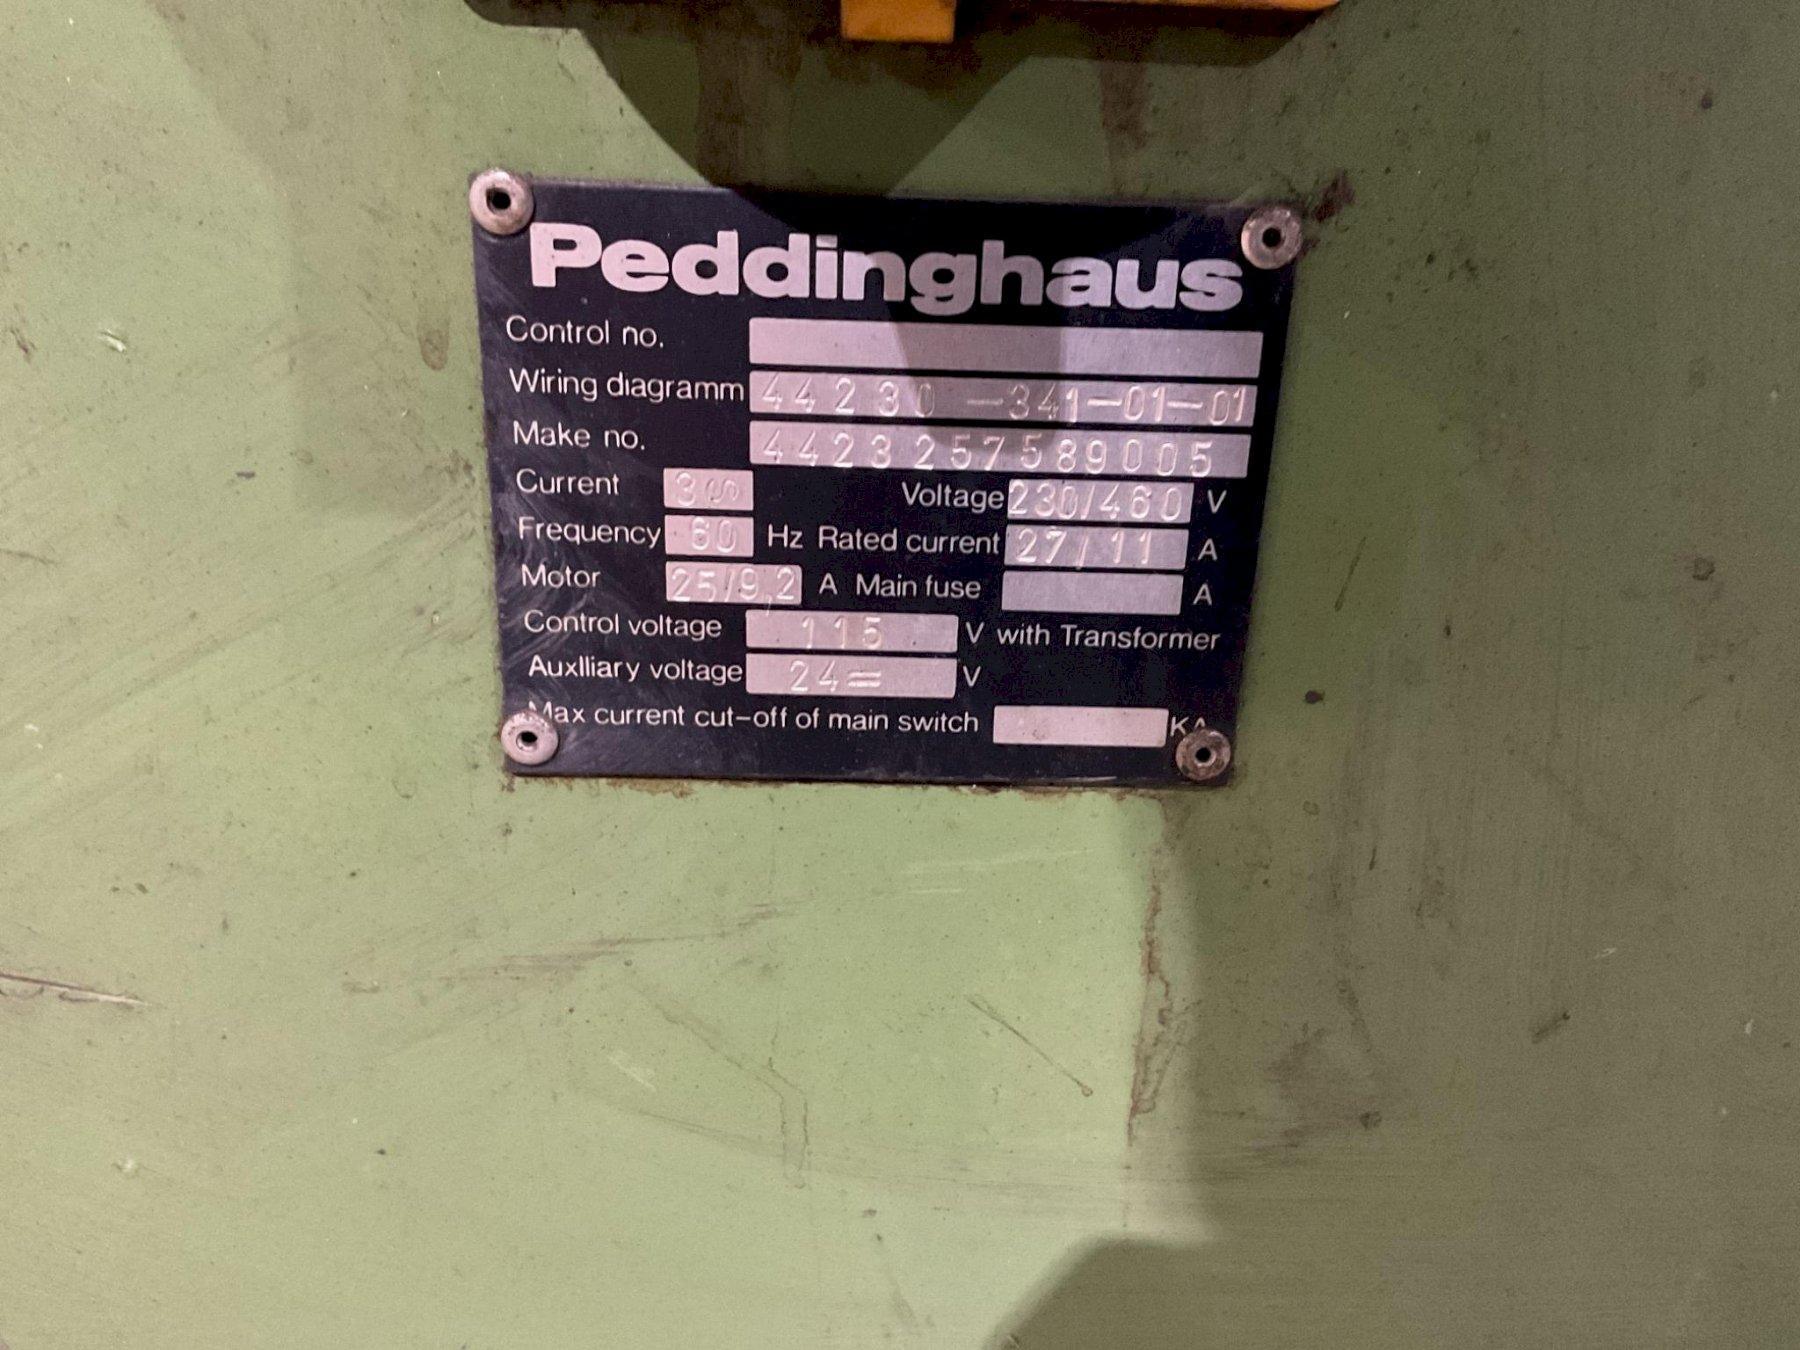 Peddinghaus
Control no.
Wiring diagramm 44230-341-01-01
Make no. 4423257589005
Current 3∿ Voltage 230/460 V
Frequency 60 Hz Rated current 27/11 A
Motor 25/9,2 A Main fuse A
Control voltage 115 V with Transformer
Auxlliary voltage 24= V
Max current cut-off of main switch KA